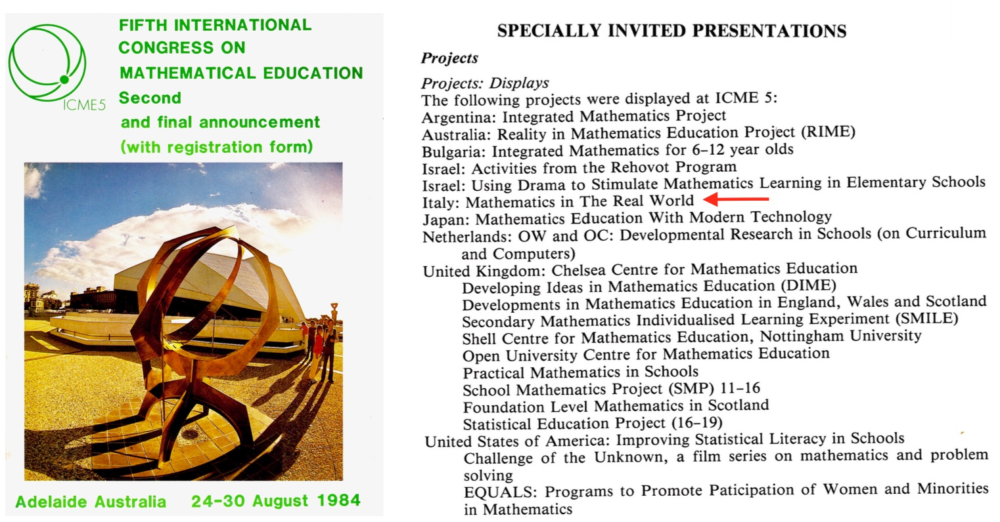 FIFTH INTERNATIONAL
CONGRESS ON
MATHEMATICAL EDUCATION
Second
and final announcement
(with registration form)
ICME5
Adelaide Australia 24-30 August 1984
SPECIALLY INVITED PRESENTATIONS
Projects
Projects: Displays
The following projects were displayed at ICME 5:
Argentina: Integrated Mathematics Project
Australia: Reality in Mathematics Education Project (RIME)
Bulgaria: Integrated Mathematics for 6–12 year olds
Israel: Activities from the Rehovot Program
Israel: Using Drama to Stimulate Mathematics Learning in Elementary Schools
Italy: Mathematics in The Real World
Japan: Mathematics Education With Modern Technology
Netherlands: OW and OC: Developmental Research in Schools (on Curriculum
and Computers)
United Kingdom: Chelsea Centre for Mathematics Education
Developing Ideas in Mathematics Education (DIME)
Developments in Mathematics Education in England, Wales and Scotland
Secondary Mathematics Individualised Learning Experiment (SMILE)
Shell Centre for Mathematics Education, Nottingham University
Open University Centre for Mathematics Education
Practical Mathematics in Schools
School Mathematics Project (SMP) 11–16
Foundation Level Mathematics in Scotland
Statistical Education Project (16–19)
United States of America: Improving Statistical Literacy in Schools
Challenge of the Unknown, a film series on mathematics and problem
solving
EQUALS: Programs to Promote Paticipation of Women and Minorities
in Mathematics